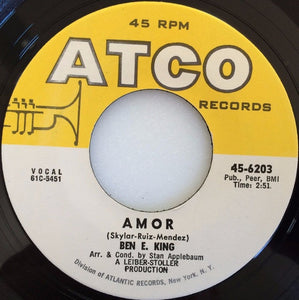 45 RPM
ATCO
RECORDS
VOCAL
61C-5451
45-6203
Pub., Peer, BMI
Time: 2:51
AMOR
(Skylar-Ruiz-Mendez)
BEN E. KING
Arr. & Cond. by Stan Applebaum
A LEIBER-STOLLER
PRODUCTION
Division of ATLANTIC RECORDS, New York, N. Y.